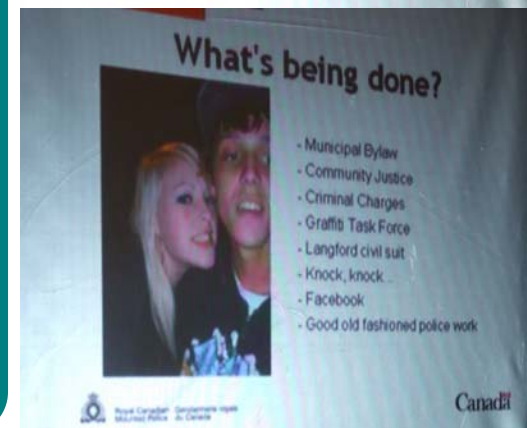 What's being done?
- Municipal Bylaw
- Community Justice
- Criminal Charges
- Graffiti Task Force
- Langford civil suit
- Knock, knock...
- Facebook
- Good old fashioned police work
Royal Canadian Gendarmerie royale
Mounted Police du Canada
Canada